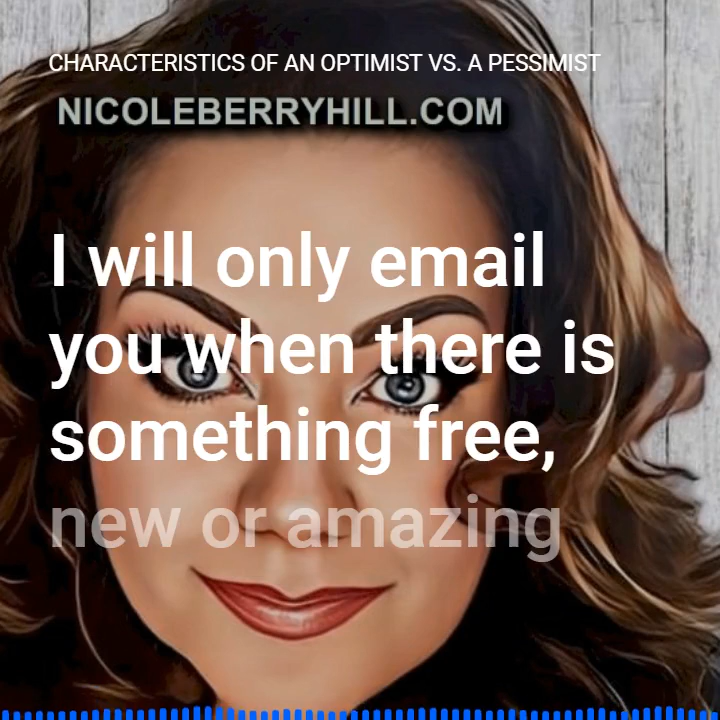 CHARACTERISTICS OF AN OPTIMIST VS. A PESSIMIST
NICOLEBERRYHILL.COM
I will only email
you when there is
something free,
new or amazing